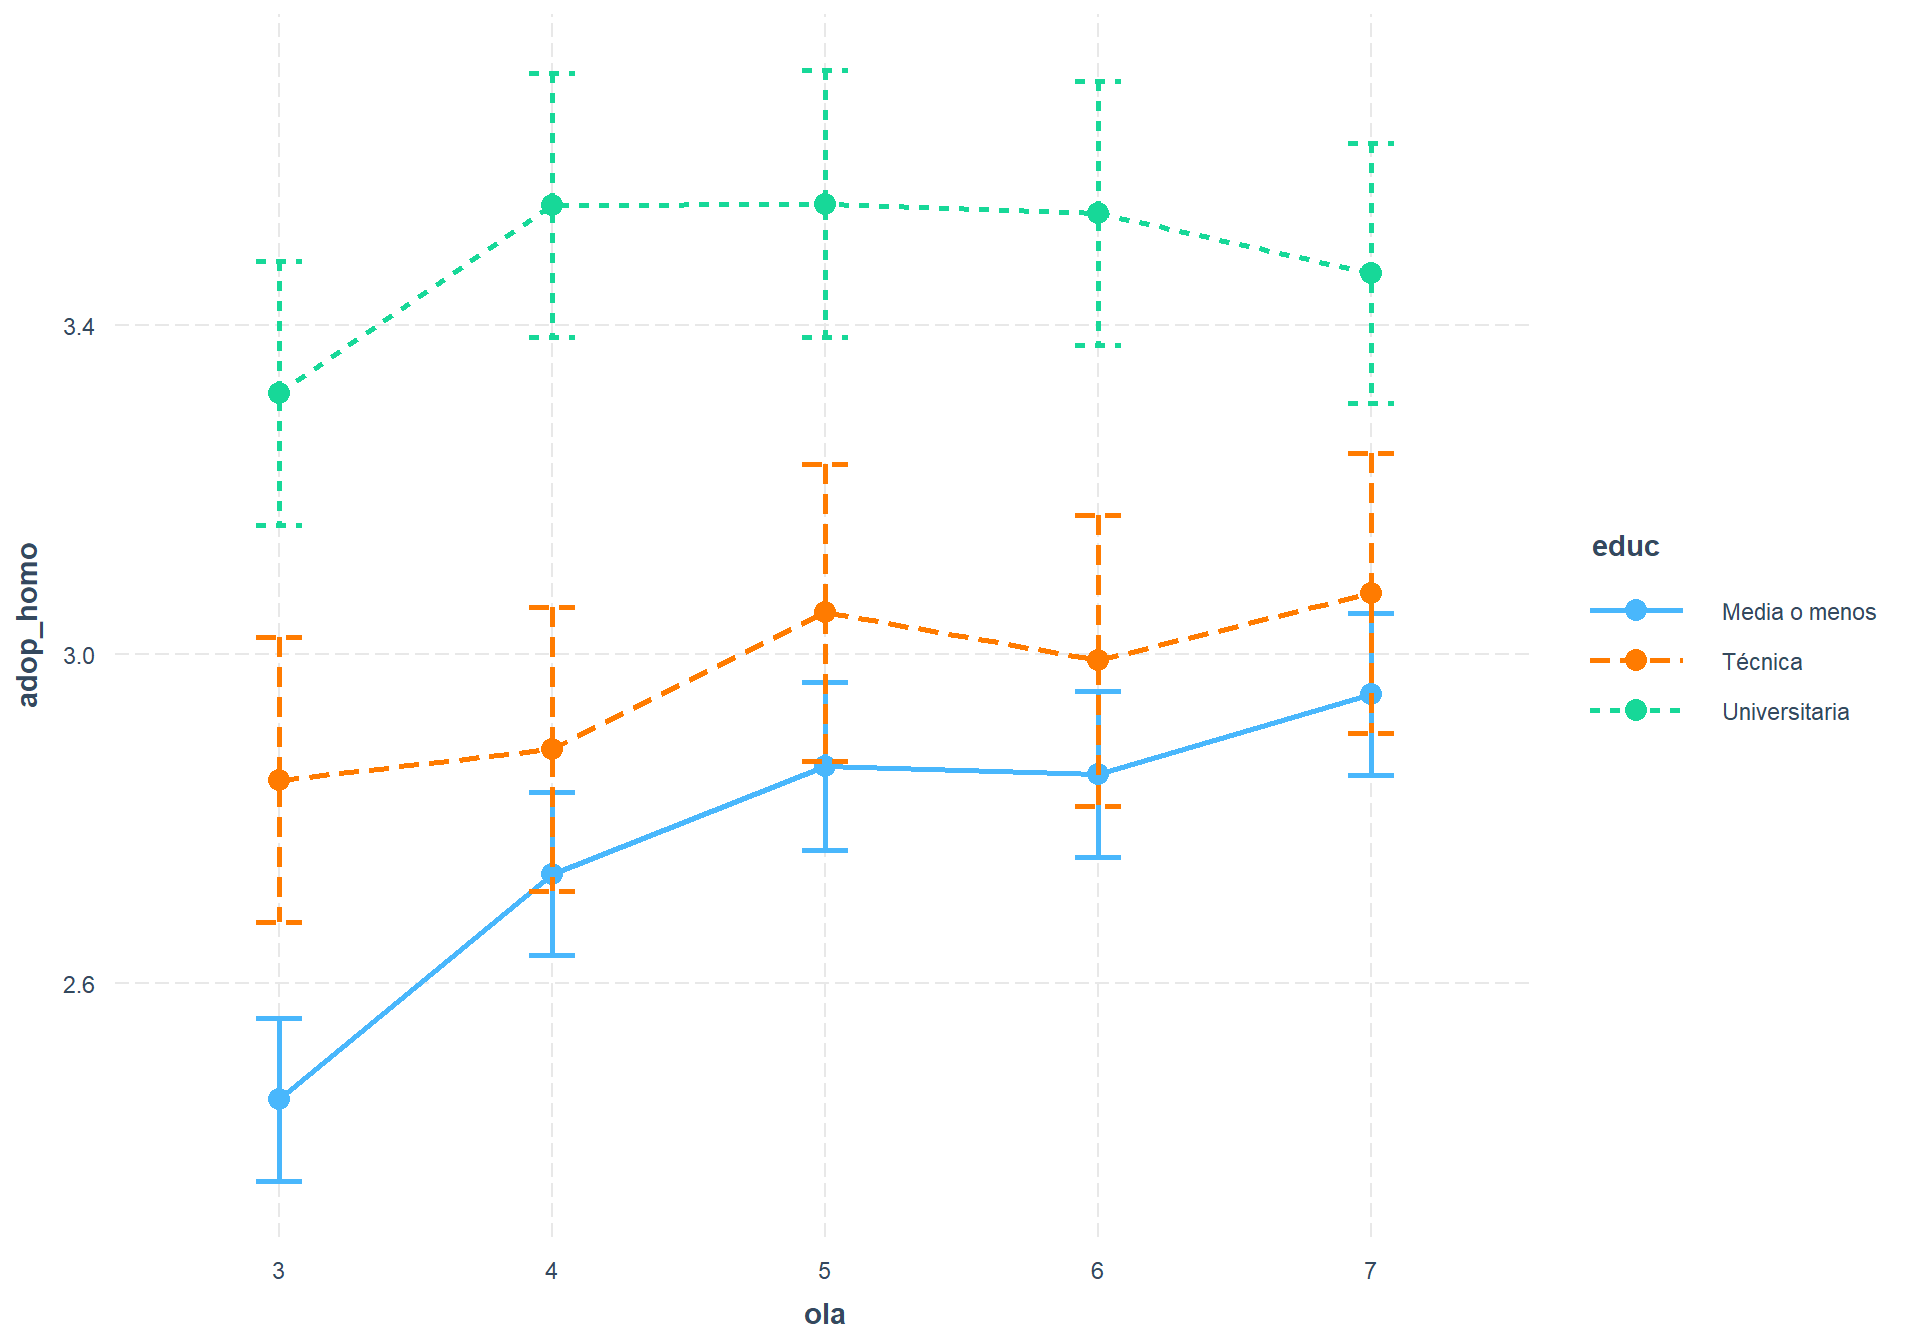 3.4
3.0
2.6
adop_homo
3
4
5
6
7
ola
educ
Media o menos
Técnica
Universitaria